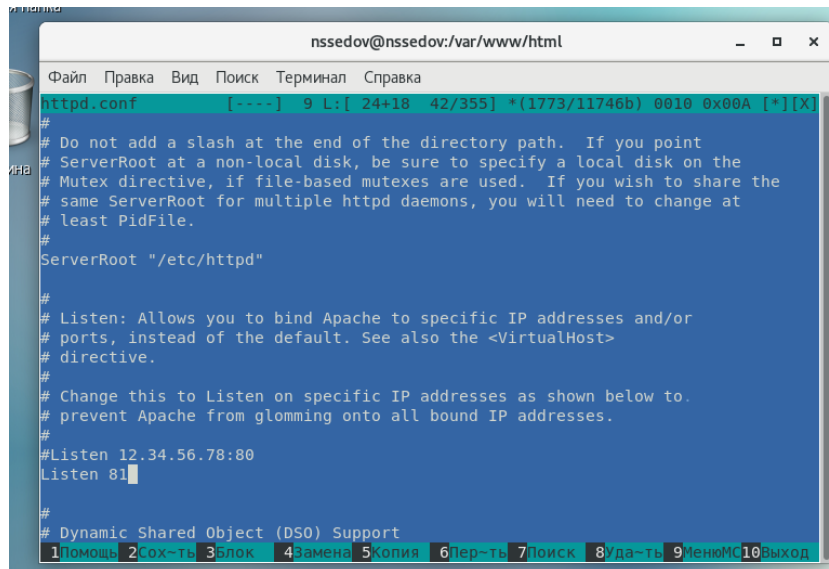 nssedov@nssedov:/var/www/html
Файл Правка Вид Поиск Терминал Справка
httpd.conf [----] 9 L:[ 24+18 42/355] *(1773/11746b) 0010 0x00A [*][X]
#
# Do not add a slash at the end of the directory path. If you point
# ServerRoot at a non-local disk, be sure to specify a local disk on the
# Mutex directive, if file-based mutexes are used. If you wish to share the
# same ServerRoot for multiple httpd daemons, you will need to change at
# least PidFile.
#
ServerRoot "/etc/httpd"
#
# Listen: Allows you to bind Apache to specific IP addresses and/or
# ports, instead of the default. See also the <VirtualHost>
# directive.
#
# Change this to Listen on specific IP addresses as shown below to.
# prevent Apache from glomming onto all bound IP addresses.
#
#Listen 12.34.56.78:80
Listen 81
#
# Dynamic Shared Object (DSO) Support
1Помощь 2Сох~ть 3Блок 4Замена 5Копия 6Пер~ть 7Поиск 8Уда~ть 9МенюМС 10Выход